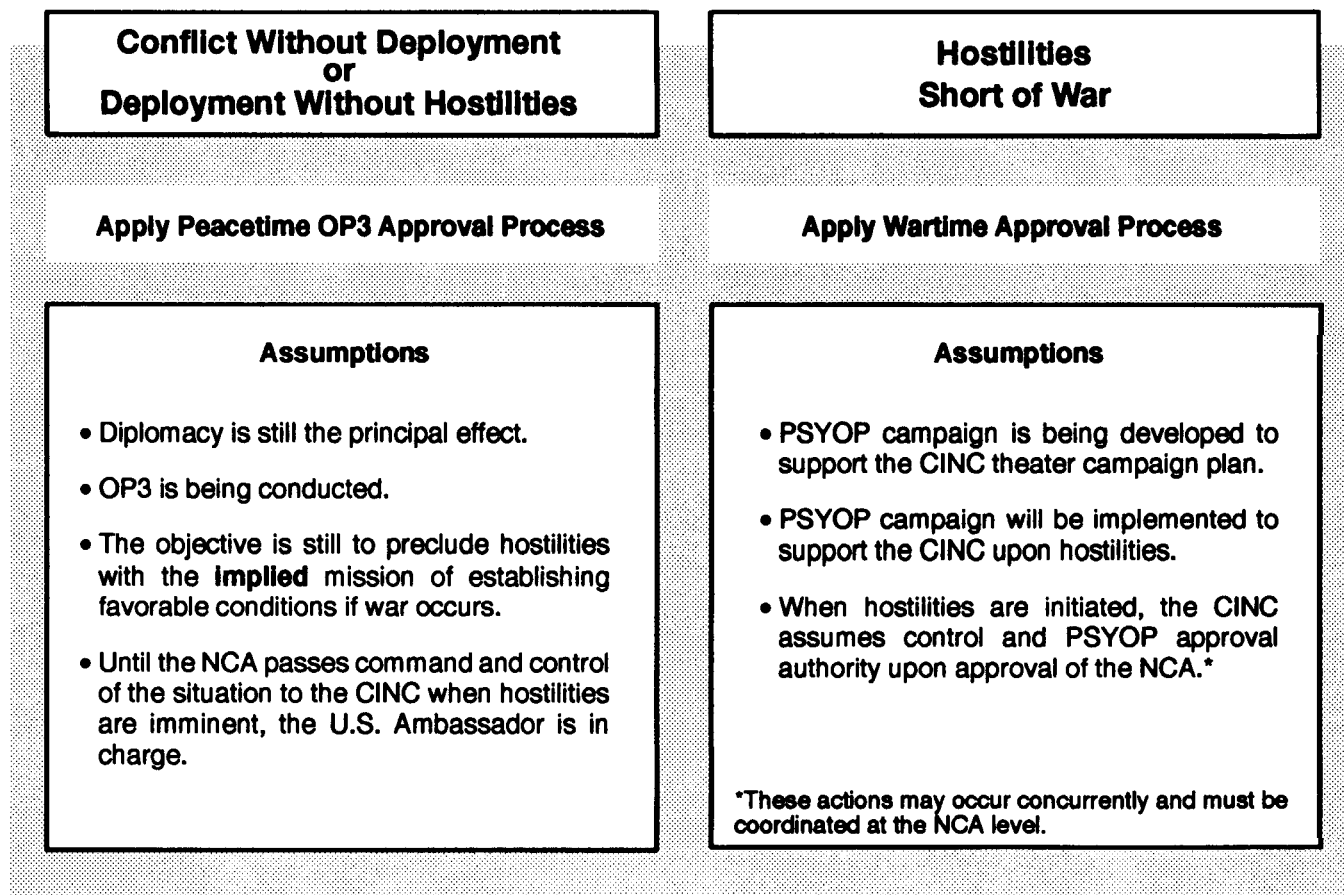 Conflict Without Deployment
or
Deployment Without Hostilities
Apply Peacetime OP3 Approval Process
Assumptions
• Diplomacy is still the principal effect.
• OP3 is being conducted.
• The objective is still to preclude hostilities
with the implied mission of establishing
favorable conditions if war occurs.
• Until the NCA passes command and control
of the situation to the CINC when hostilities
are imminent, the U.S. Ambassador is in
charge.
Hostilities
Short of War
Apply Wartime Approval Process
Assumptions
• PSYOP campaign is being developed to
support the CINC theater campaign plan.
• PSYOP campaign will be implemented to
support the CINC upon hostilities.
• When hostilities are initiated, the CINC
assumes control and PSYOP approval
authority upon approval of the NCA.*
*These actions may occur concurrently and must be
coordinated at the NCA level.